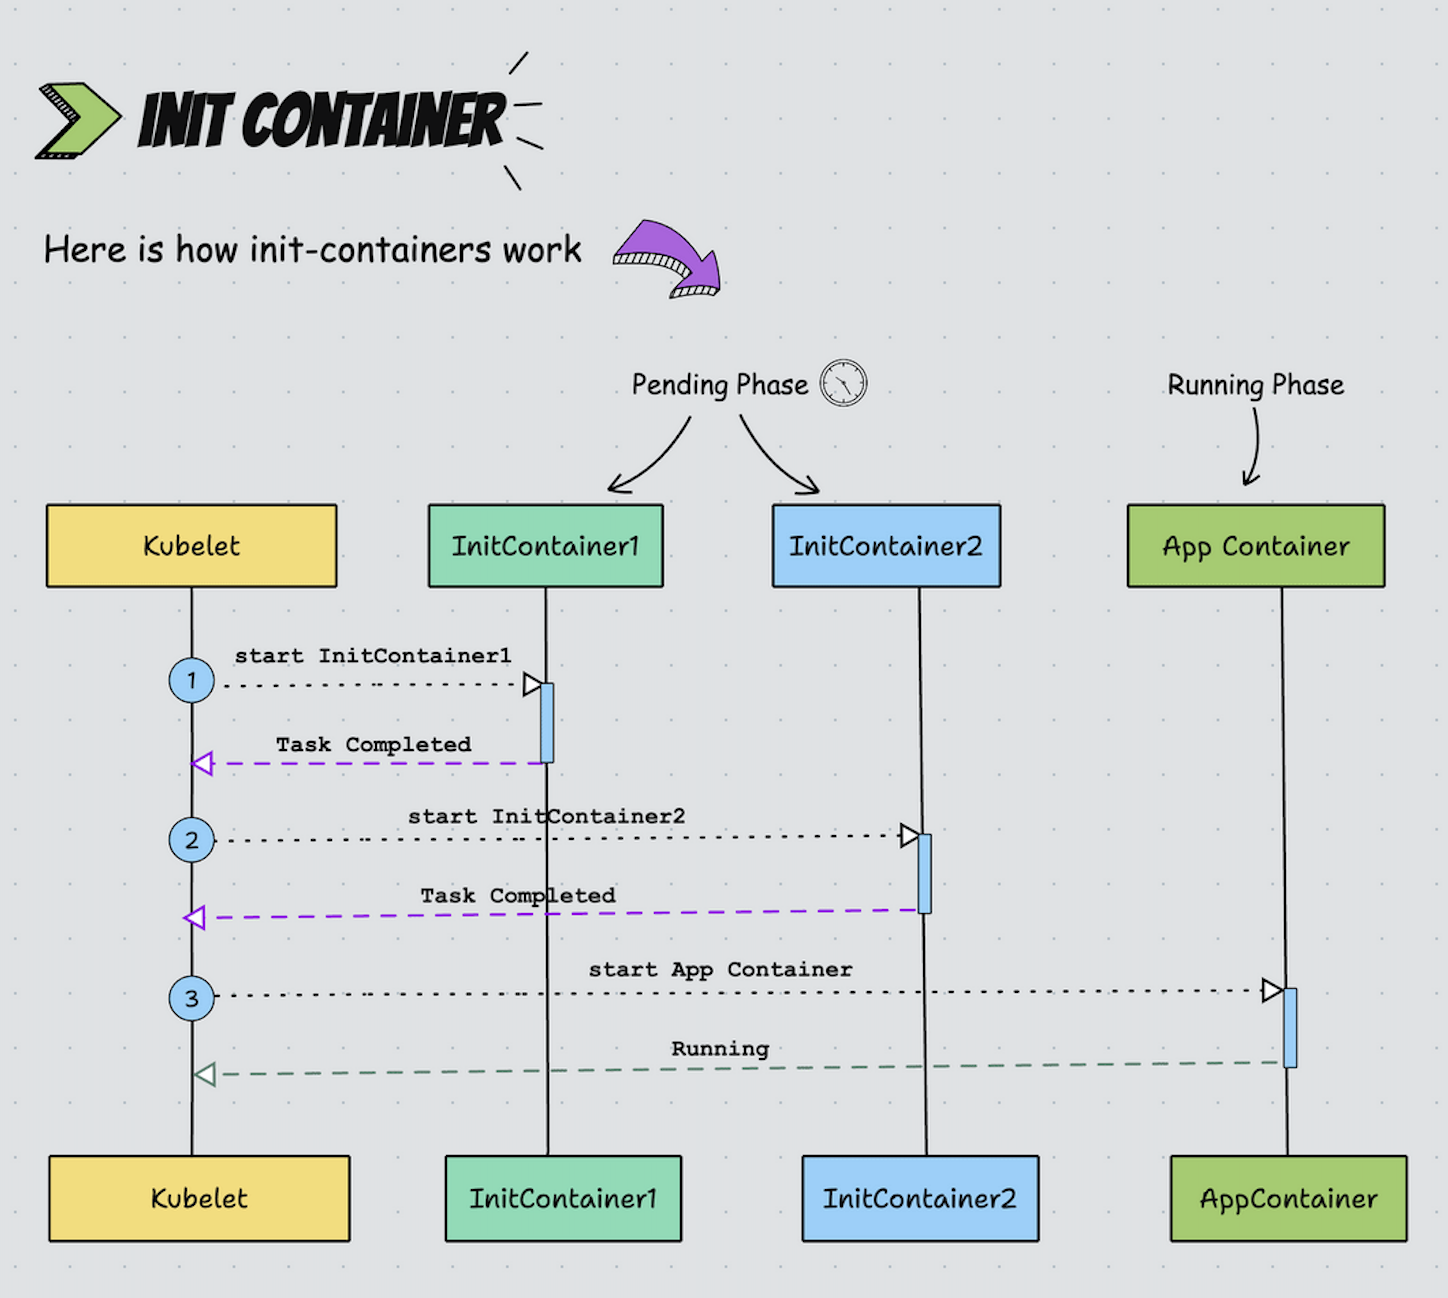 INIT CONTAINER
Here is how init-containers work
Pending Phase
Running Phase
Kubelet
InitContainer1
InitContainer2
App Container
start InitContainer1
1
Task Completed
start InitContainer2
2
Task Completed
start App Container
3
Running
Kubelet
InitContainer1
InitContainer2
AppContainer